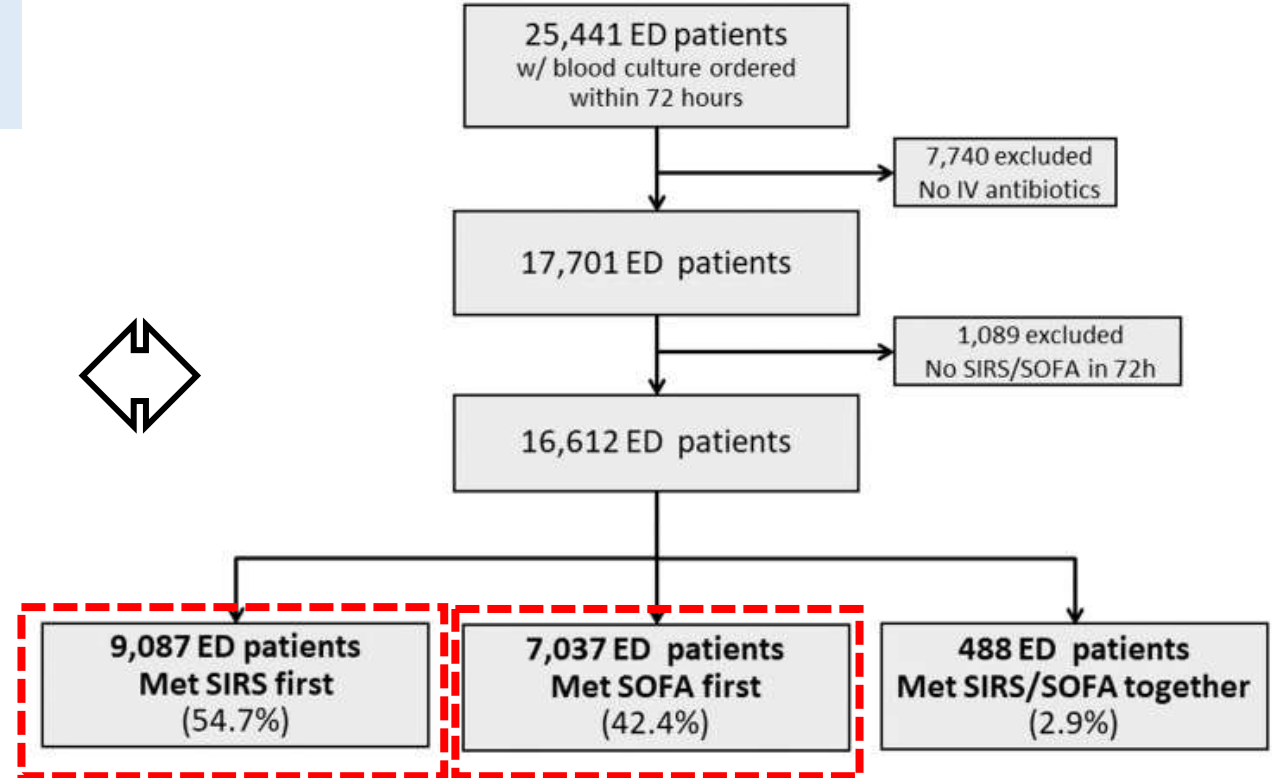 25,441 ED patients
w/ blood culture ordered
within 72 hours
7,740 excluded
No IV antibiotics
17,701 ED patients
1,089 excluded
No SIRS/SOFA in 72h
16,612 ED patients
9,087 ED patients
Met SIRS first
(54.7%)
7,037 ED patients
Met SOFA first
(42.4%)
488 ED patients
Met SIRS/SOFA together
(2.9%)